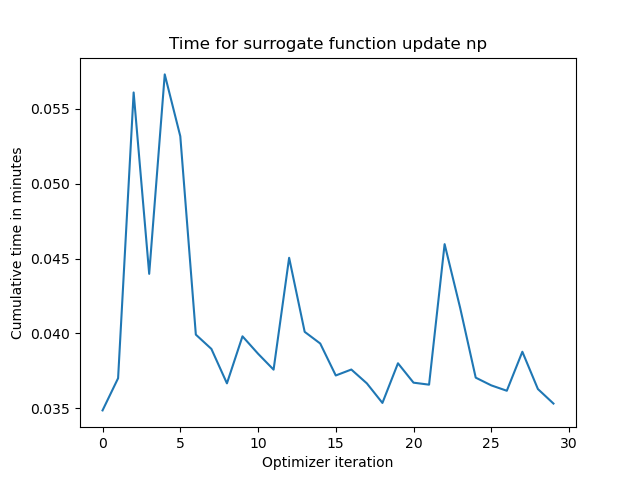 Time for surrogate function update np
Cumulative time in minutes
0.055
0.050
0.045
0.040
0.035
0 5 10 15 20 25 30
Optimizer iteration